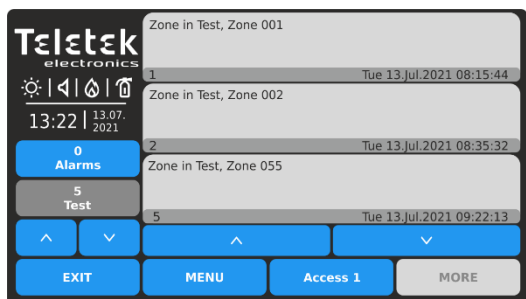 Teletek
electronics
13:22
13.07.
2021
0
Alarms
5
Test
EXIT
Zone in Test, Zone 001
1 Tue 13.Jul.2021 08:15:44
Zone in Test, Zone 002
2 Tue 13.Jul.2021 08:35:32
Zone in Test, Zone 055
5 Tue 13.Jul.2021 09:22:13
MENU
Access 1
MORE